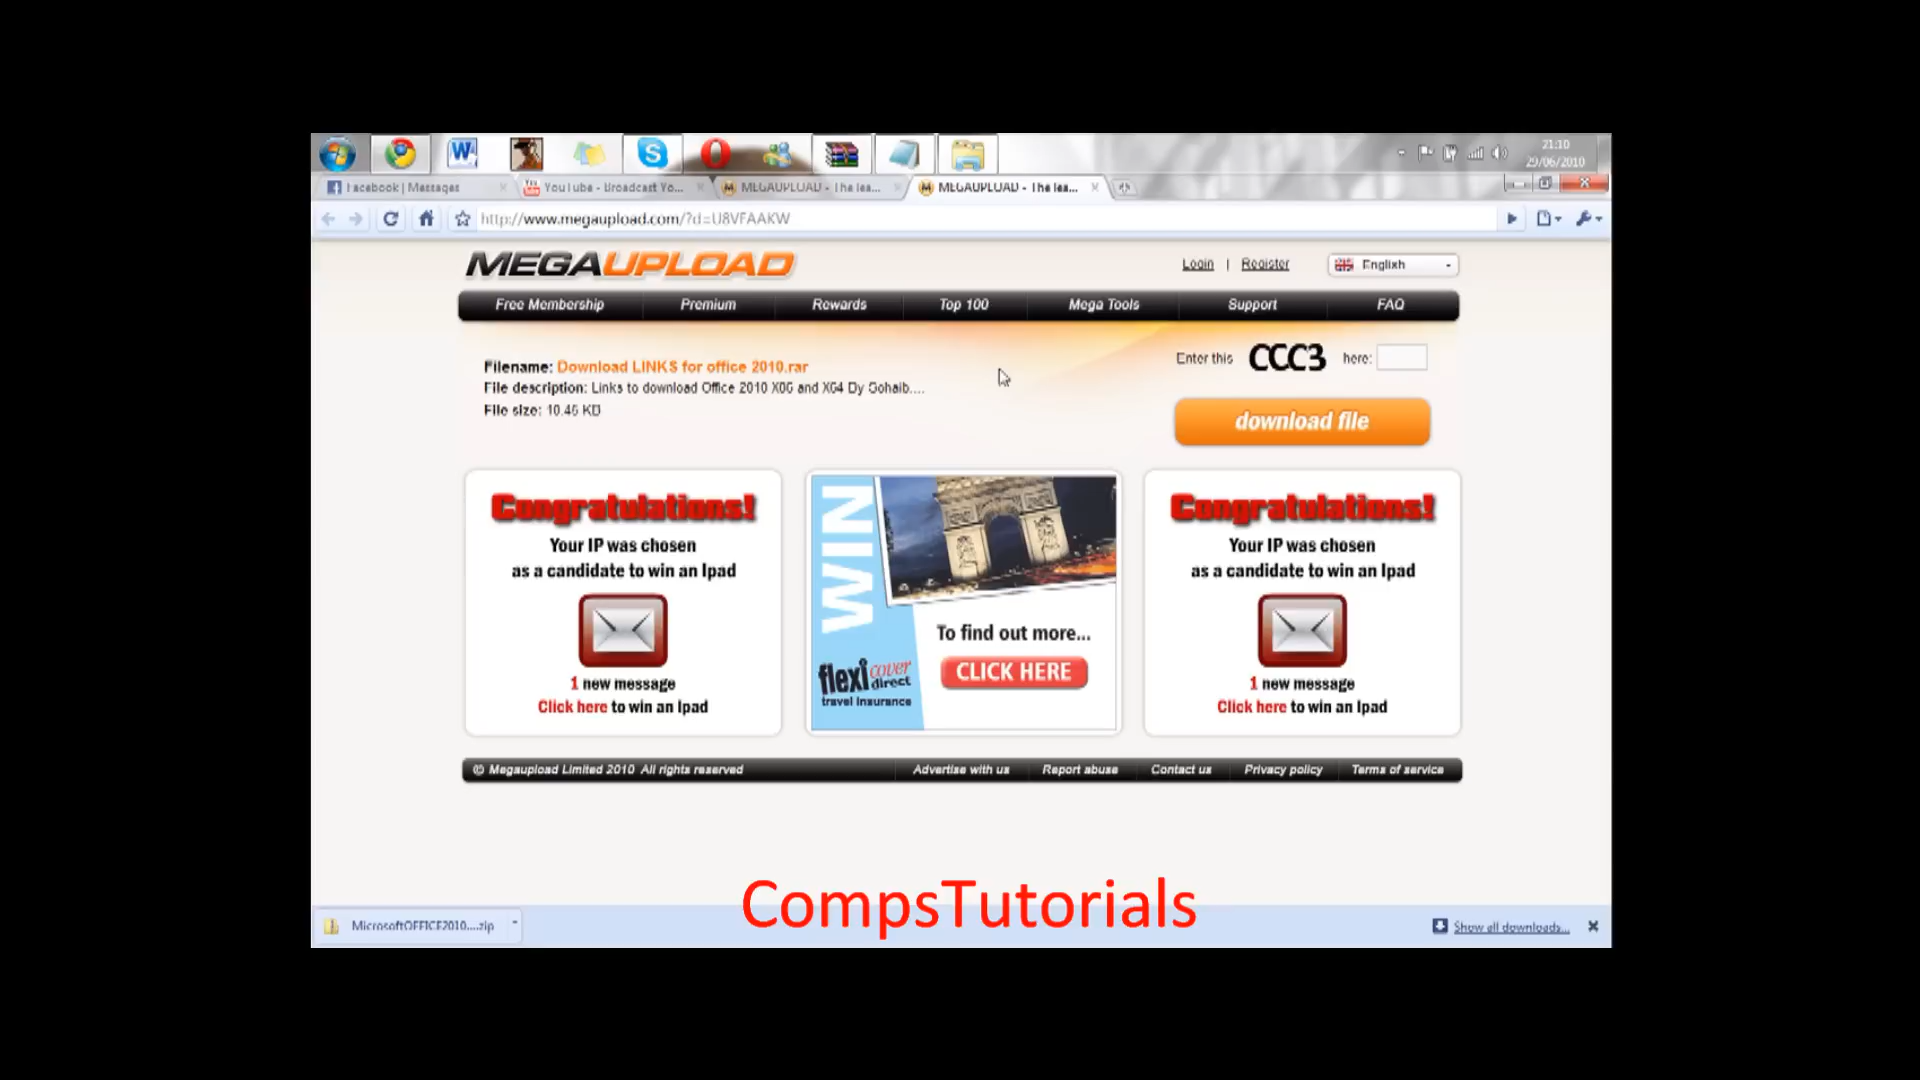 21:10
29/06/2010
Facebook | Messages
YouTube - Broadcast Yo...
MEGAUPLOAD - The lea...
MEGAUPLOAD - The lea...
http://www.megaupload.com/?d=U8VFAAKW
MEGAUPLOAD
Login | Register
English
Free Membership
Premium
Rewards
Top 100
Mega Tools
Support
FAQ
Filename: Download LINKS for office 2010.rar
File description: Links to download Office 2010 X86 and X64 By Sohaib....
File size: 10.46 KB
Enter this CCC3 here:
download file
Congratulations!
Your IP was chosen
as a candidate to win an Ipad
1 new message
Click here to win an Ipad
WIN
To find out more...
CLICK HERE
flexicover
direct
travel insurance
Congratulations!
Your IP was chosen
as a candidate to win an Ipad
1 new message
Click here to win an Ipad
© Megaupload Limited 2010 All rights reserved
Advertise with us
Report abuse
Contact us
Privacy policy
Terms of service
CompsTutorials
MicrosoftOFFICE2010....zip
Show all downloads...